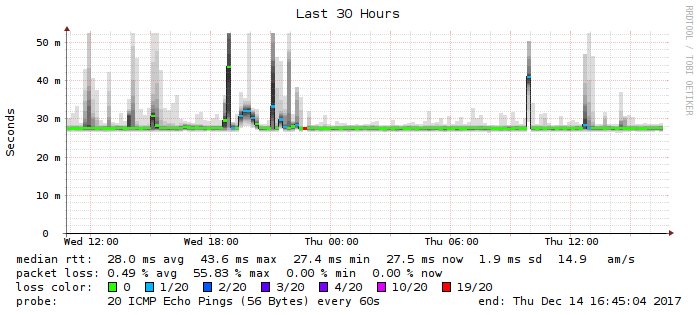 Last 30 Hours
RRDTOOL / TOBI OETIKER
Seconds
50 m
40 m
30 m
20 m
10 m
0
Wed 12:00 Wed 18:00 Thu 00:00 Thu 06:00 Thu 12:00
median rtt: 28.0 ms avg 43.6 ms max 27.4 ms min 27.5 ms now 1.9 ms sd 14.9 am/s
packet loss: 0.49 % avg 55.83 % max 0.00 % min 0.00 % now
loss color: 0 1/20 2/20 3/20 4/20 10/20 19/20
probe: 20 ICMP Echo Pings (56 Bytes) every 60s end: Thu Dec 14 16:45:04 2017